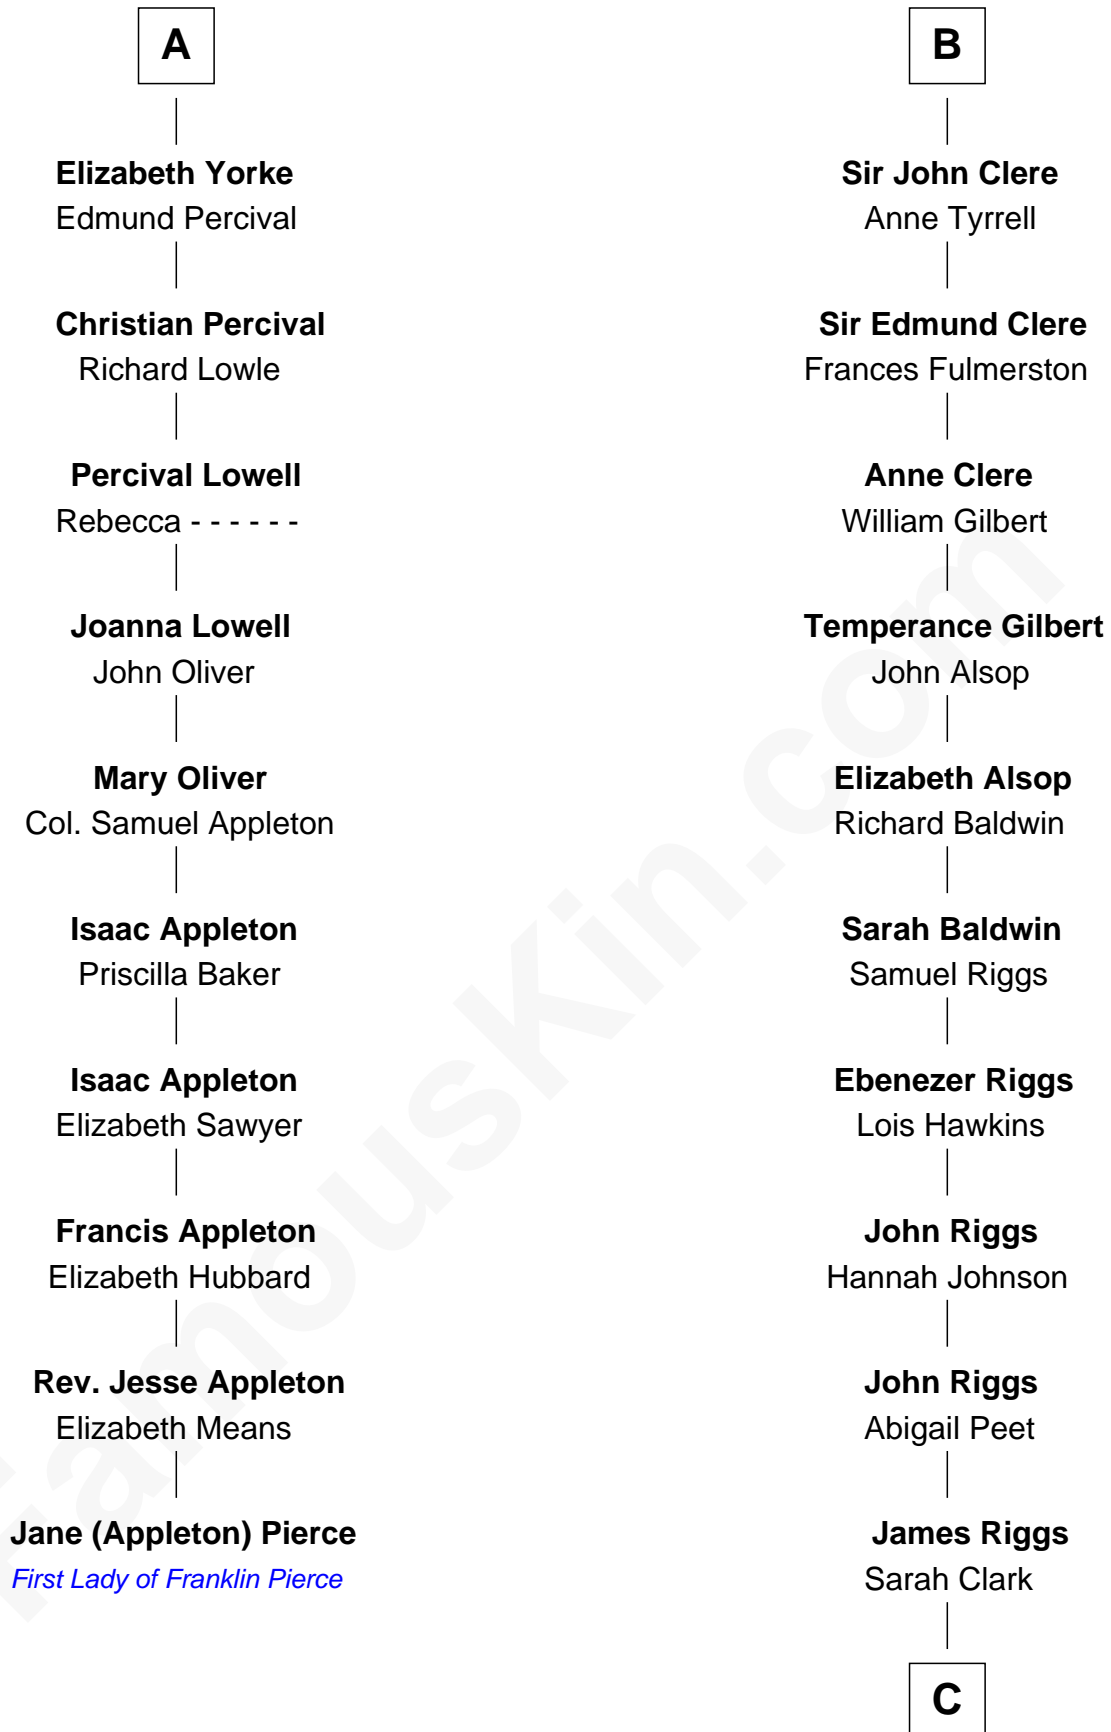 A
Elizabeth Yorke
Edmund Percival
Christian Percival
Richard Lowle
Percival Lowell
Rebecca - - - - - -
Joanna Lowell
John Oliver
Mary Oliver
Col. Samuel Appleton
Isaac Appleton
Priscilla Baker
Isaac Appleton
Elizabeth Sawyer
Francis Appleton
Elizabeth Hubbard
Rev. Jesse Appleton
Elizabeth Means
Jane (Appleton) Pierce
First Lady of Franklin Pierce
B
Sir John Clere
Anne Tyrrell
Sir Edmund Clere
Frances Fulmerston
Anne Clere
William Gilbert
Temperance Gilbert
John Alsop
Elizabeth Alsop
Richard Baldwin
Sarah Baldwin
Samuel Riggs
Ebenezer Riggs
Lois Hawkins
John Riggs
Hannah Johnson
John Riggs
Abigail Peet
James Riggs
Sarah Clark
C
FamousKin.com